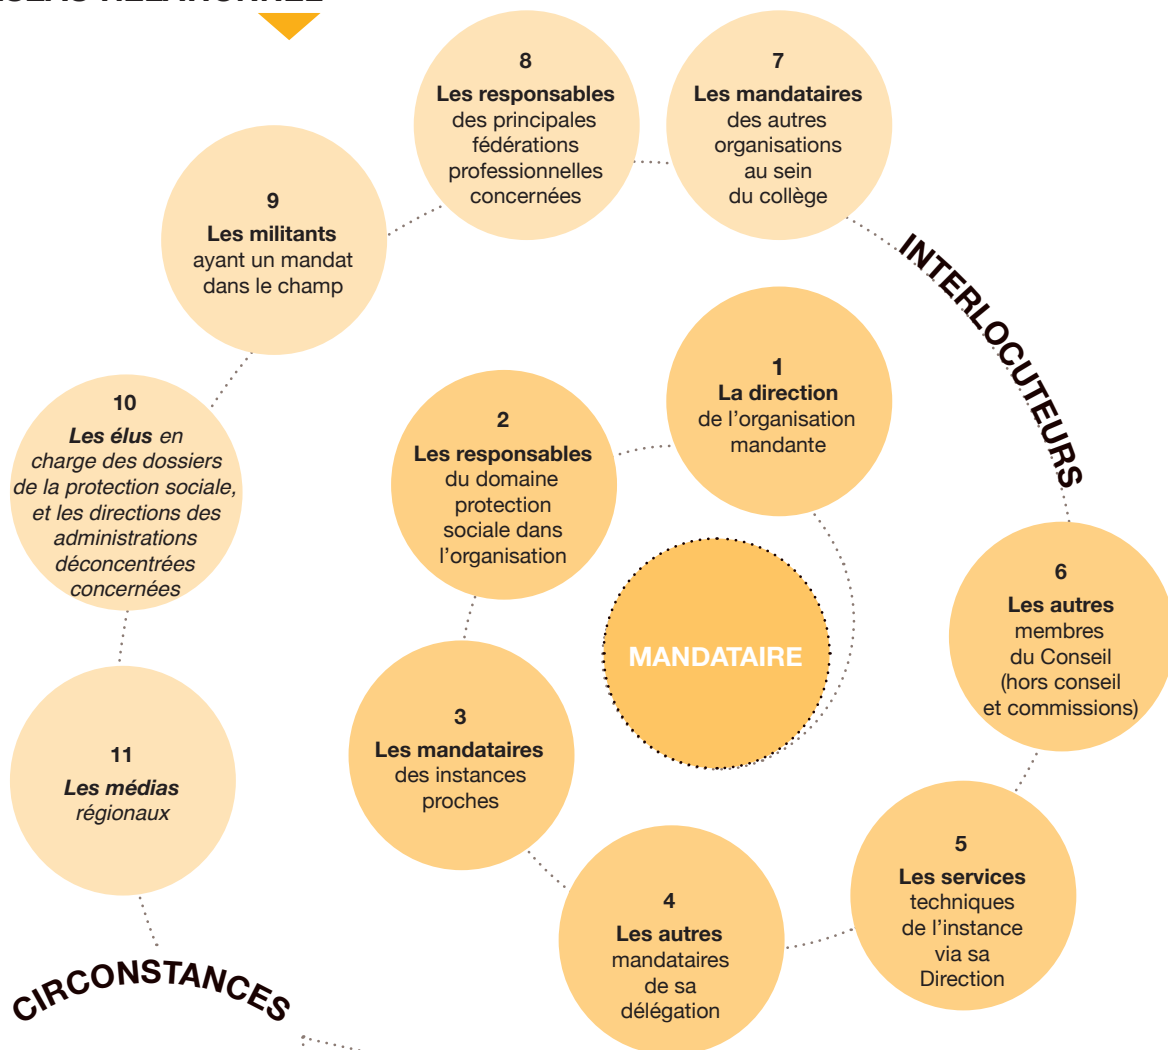 8
Les responsables
des principales
fédérations
professionnelles
concernées
7
Les mandataires
des autres
organisations
au sein
du collège
9
Les militants
ayant un mandat
dans le champ
INTERLOCUTEURS
1
La direction
de l’organisation
mandante
10
Les élus en
charge des dossiers
de la protection sociale,
et les directions des
administrations
déconcentrées
concernées
2
Les responsables
du domaine
protection
sociale dans
l’organisation
6
Les autres
membres
du Conseil
(hors conseil
et commissions)
MANDATAIRE
3
Les mandataires
des instances
proches
11
Les médias
régionaux
5
Les services
techniques
de l’instance
via sa
Direction
4
Les autres
mandataires
de sa
délégation
CIRCONSTANCES